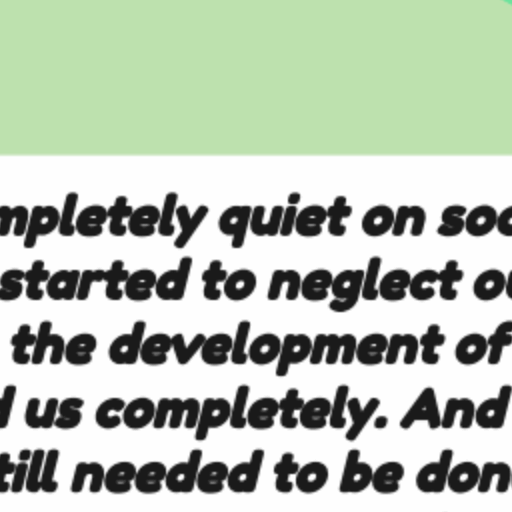 mpletely quiet on soc
started to neglect ou
the development of
d us completely. And
till needed to be don